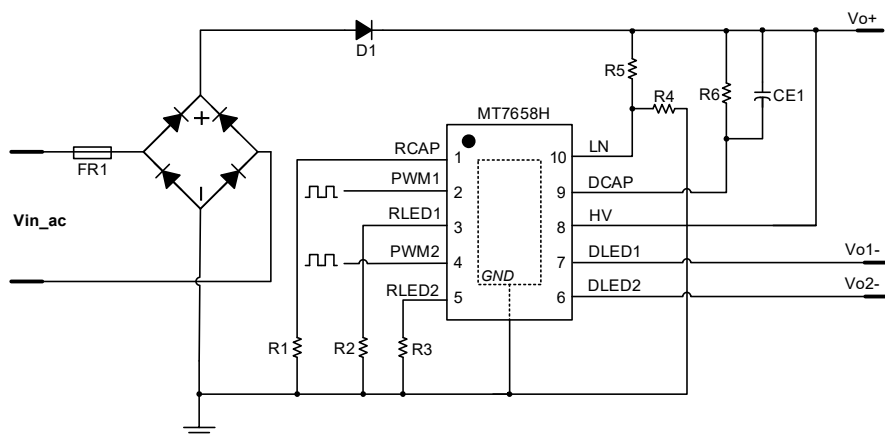 Vo+
D1
R5
R4
R6
CE1
MT7658H
FR1
+
RCAP
1
10
LN
PWM1
2
9
DCAP
Vin_ac
RLED1
3
8
HV
PWM2
4
7
DLED1
Vo1-
GND
RLED2
5
6
DLED2
Vo2-
R1
R2
R3